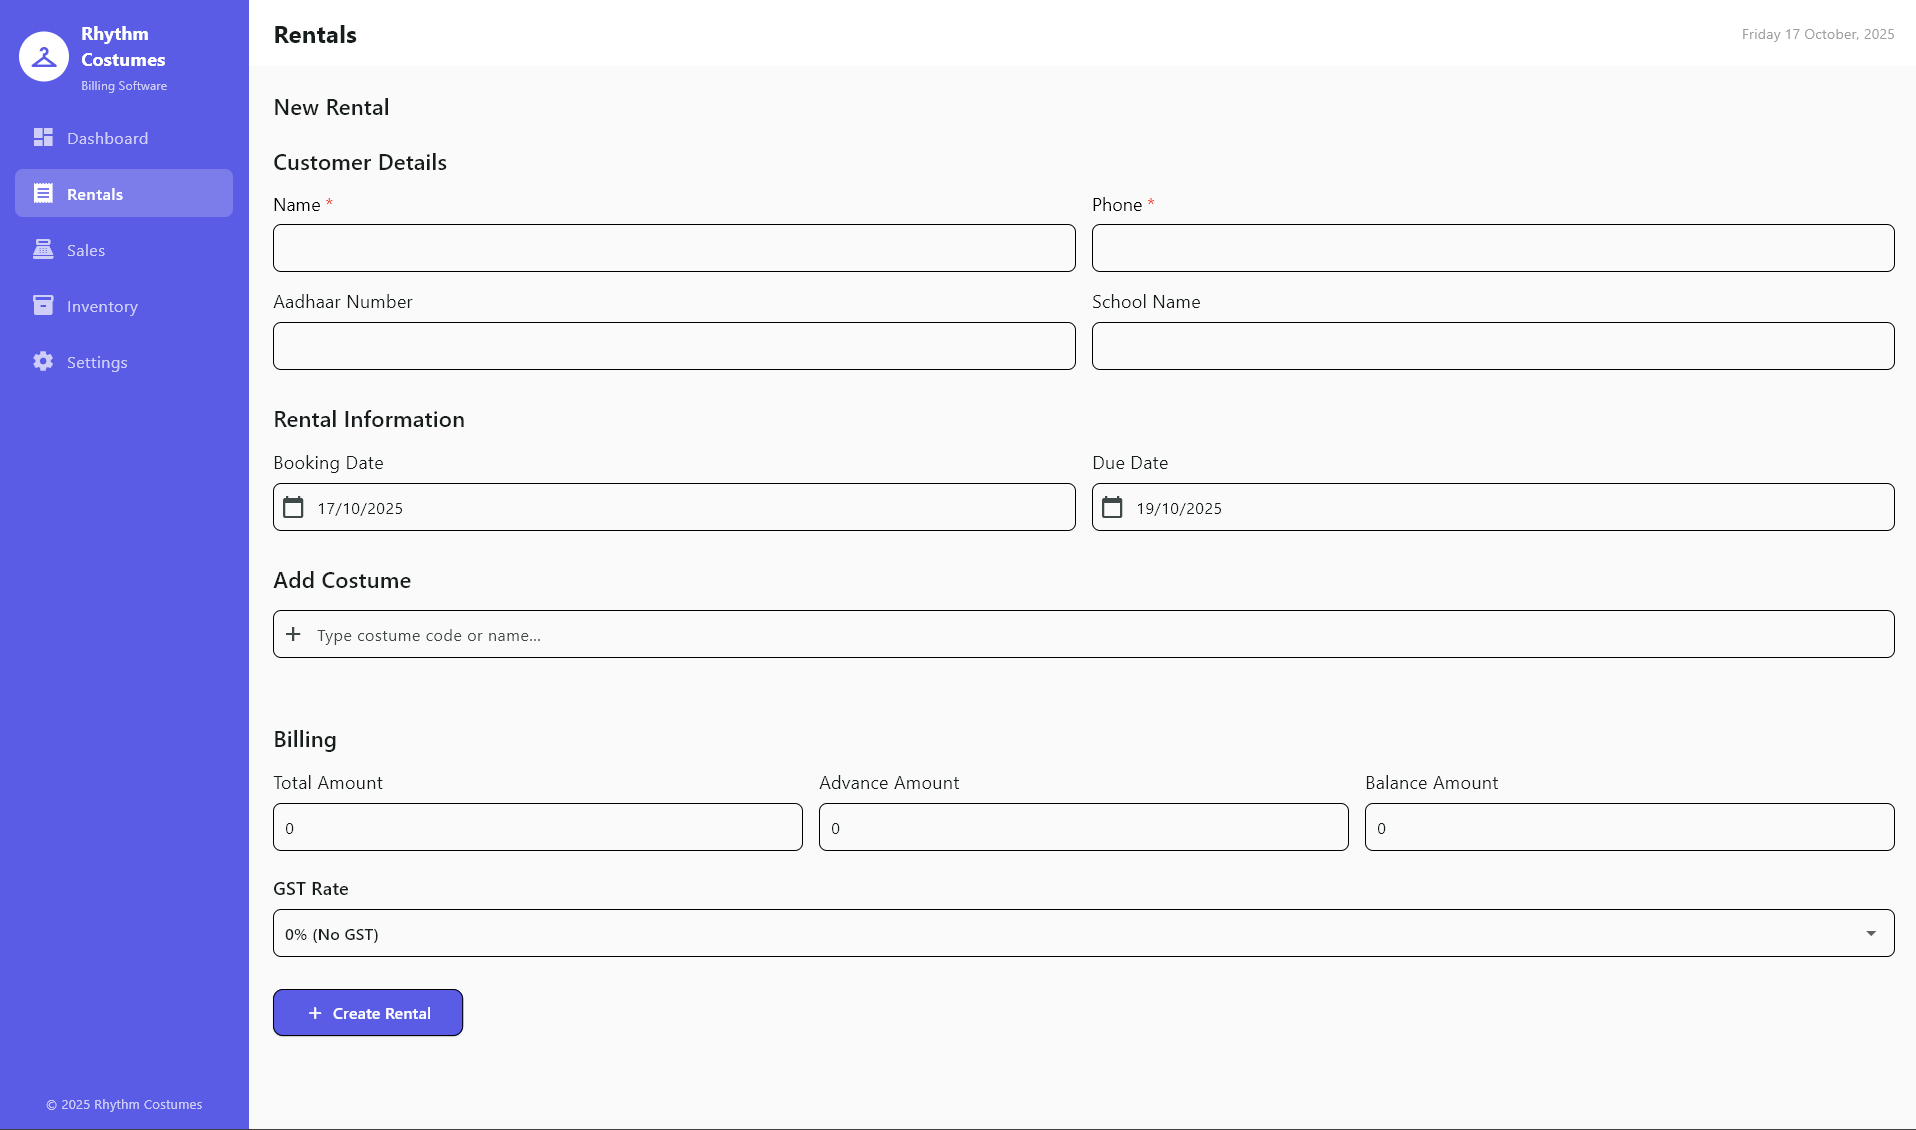 Rhythm
Costumes
Billing Software
Dashboard
Rentals
Sales
Inventory
Settings
© 2025 Rhythm Costumes
Rentals
Friday 17 October, 2025
New Rental
Customer Details
Name *
Phone *
Aadhaar Number
School Name
Rental Information
Booking Date
Due Date
17/10/2025
19/10/2025
Add Costume
Type costume code or name...
Billing
Total Amount
Advance Amount
Balance Amount
0
0
0
GST Rate
0% (No GST)
+ Create Rental